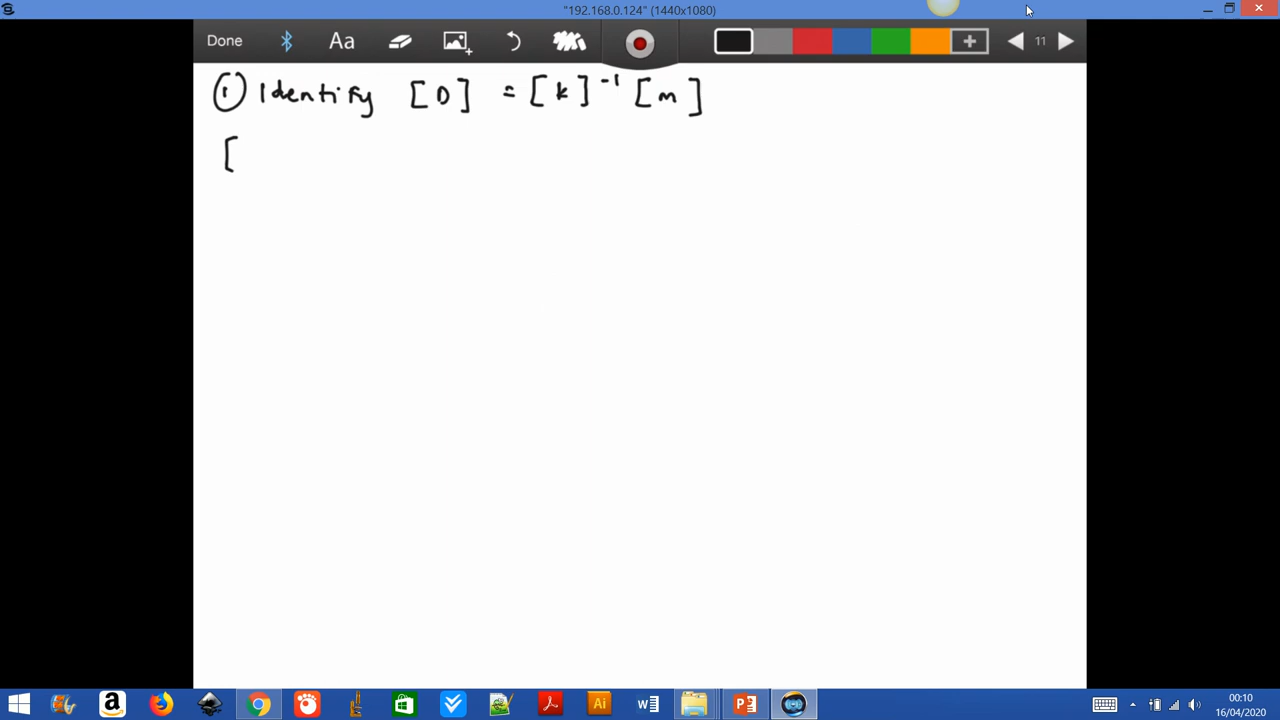 "192.168.0.124" (1440x1080)
Done Aa 11
① Identify [D] = [k]⁻¹ [m]
[
00:10
16/04/2020